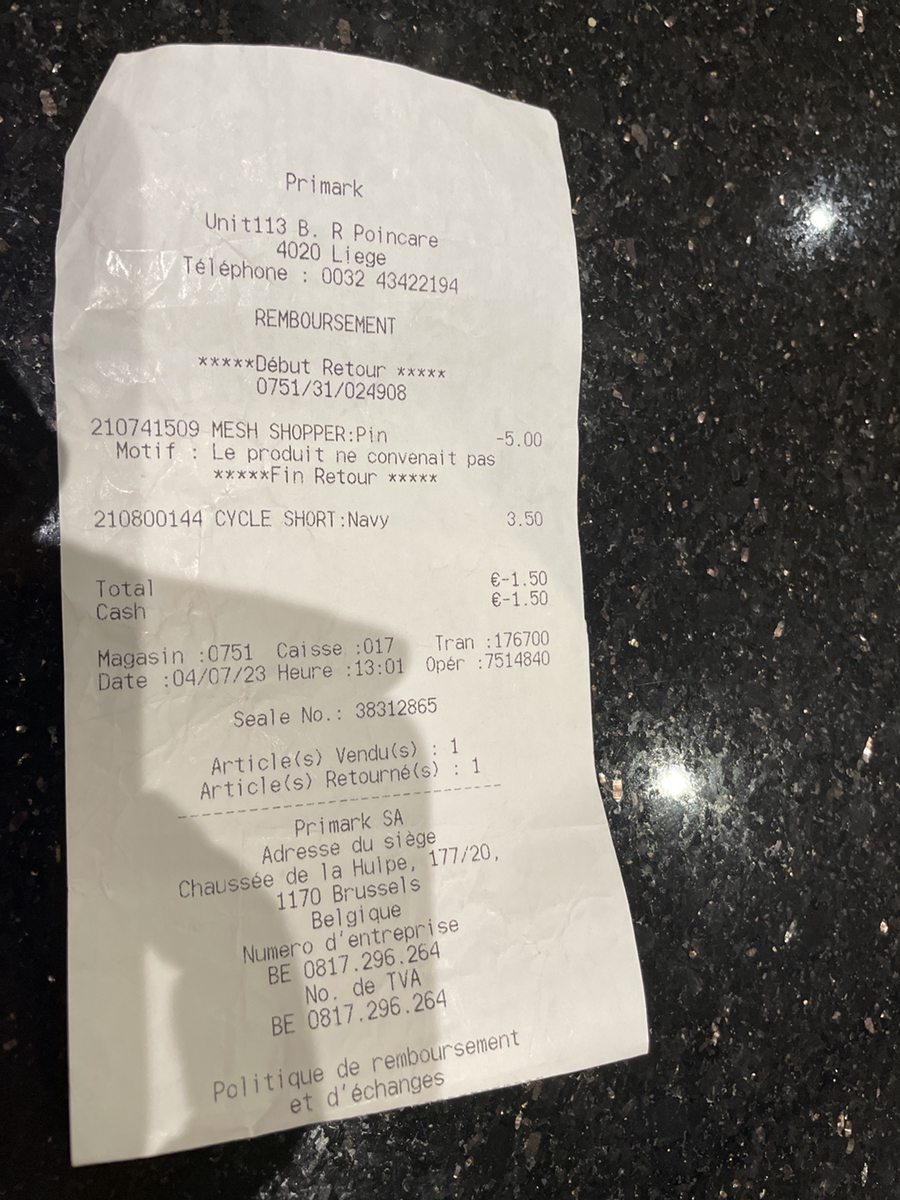 Primark
Unit113 B. R Poincare
4020 Liege
Téléphone : 0032 43422194
REMBOURSEMENT
*****Début Retour *****
0751/31/024908
210741509 MESH SHOPPER:Pin -5.00
Motif : Le produit ne convenait pas
*****Fin Retour *****
210800144 CYCLE SHORT:Navy 3.50
Total €-1.50
Cash €-1.50
Magasin :0751 Caisse :017 Tran :176700
Date :04/07/23 Heure :13:01 Opér :7514840
Seale No.: 38312865
Article(s) Vendu(s) : 1
Article(s) Retourné(s) : 1
--------------------------------
Primark SA
Adresse du siège
Chaussée de la Hulpe, 177/20,
1170 Brussels
Belgique
Numero d'entreprise
BE 0817.296.264
No. de TVA
BE 0817.296.264
Politique de remboursement
et d'échanges